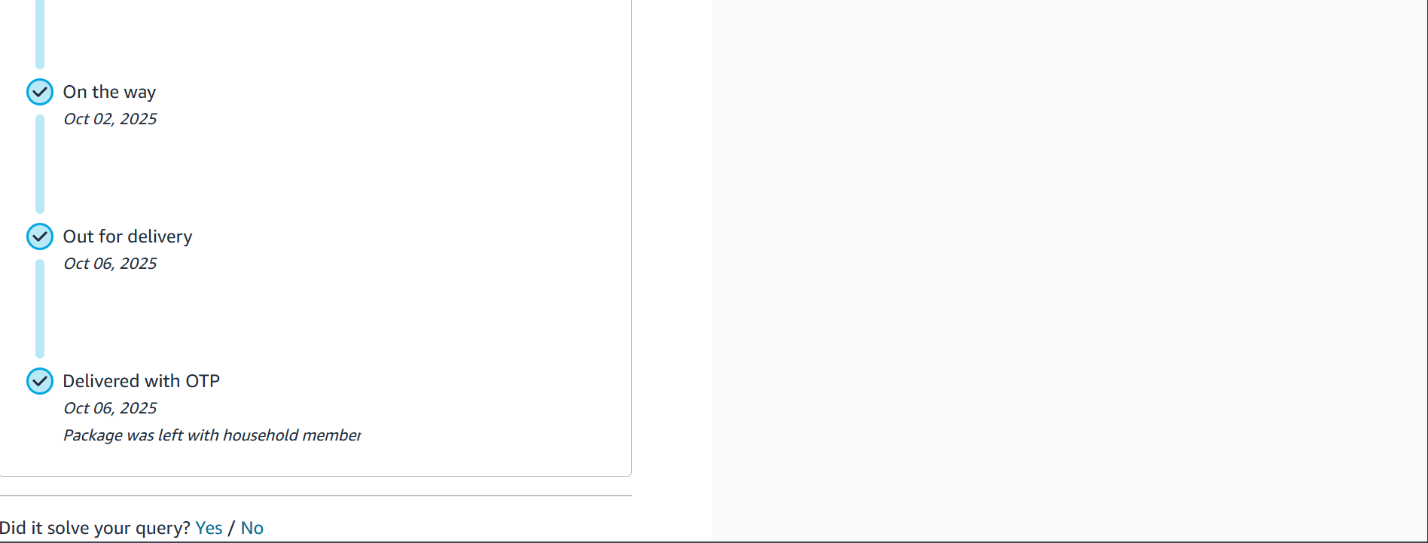 On the way
Oct 02, 2025
Out for delivery
Oct 06, 2025
Delivered with OTP
Oct 06, 2025
Package was left with household member
Did it solve your query? Yes / No